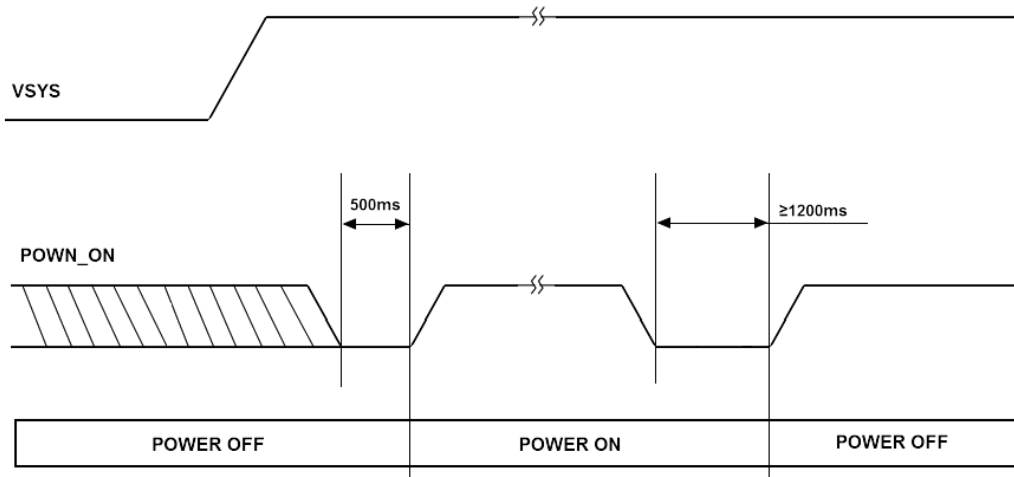 VSYS
500ms
≥1200ms
POWN_ON
POWER OFF
POWER ON
POWER OFF